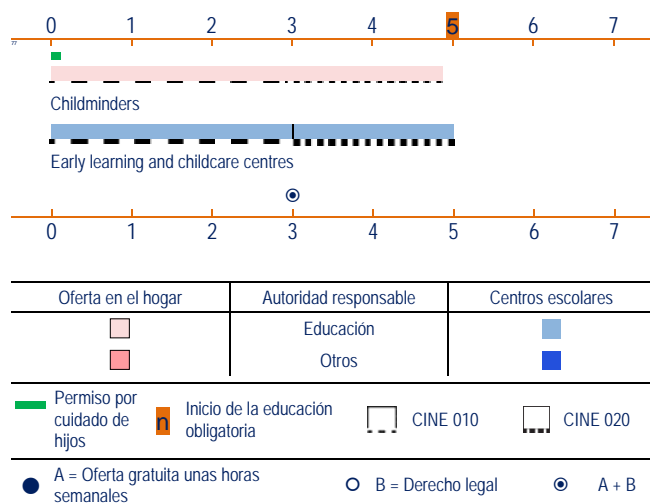 0 1 2 3 4 5 6 7
77
Childminders
Early learning and childcare centres
0 1 2 3 4 5 6 7
Oferta en el hogar Autoridad responsable Centros escolares
Educación
Otros
Permiso por
cuidado de
hijos
n Inicio de la educación
obligatoria
CINE 010
CINE 020
A = Oferta gratuita unas horas
semanales
B = Derecho legal
A + B